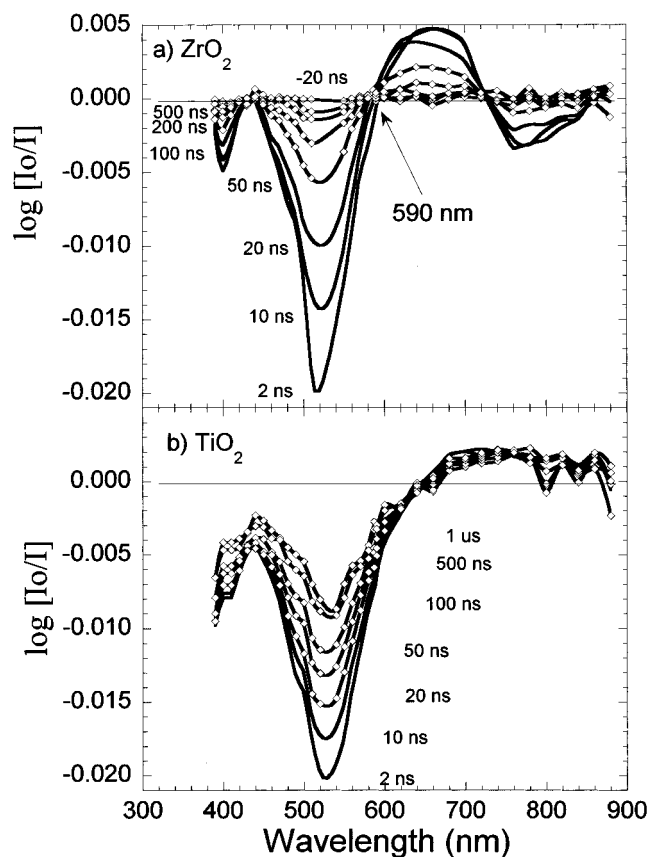 a) ZrO2
0.005
-20 ns
0.000
500 ns
200 ns
100 ns
-0.005
50 ns
590 nm
-0.010
20 ns
10 ns
-0.015
2 ns
-0.020
log [Io/I]
b) TiO2
0.000
1 us
-0.005
500 ns
100 ns
-0.010
50 ns
20 ns
-0.015
10 ns
-0.020
2 ns
log [Io/I]
300 400 500 600 700 800 900
Wavelength (nm)